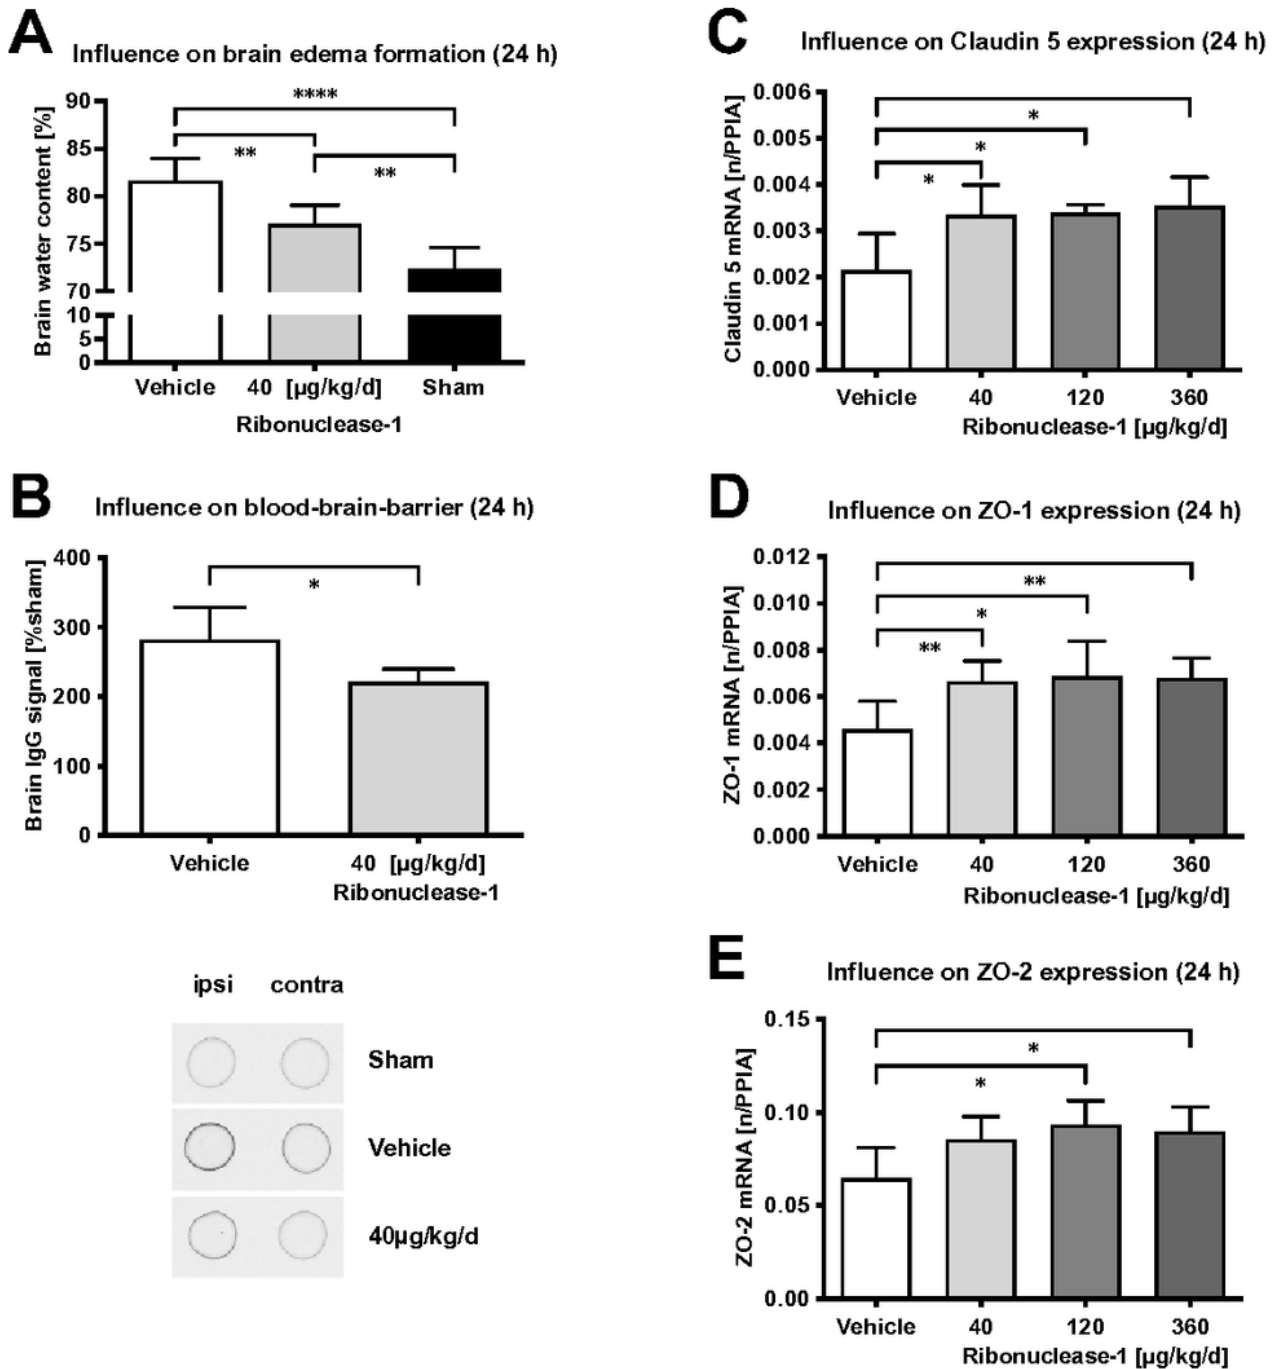 A
Influence on brain edema formation (24 h)
Brain water content [%]
90
85
80
75
70
10
5
0
****
**
**
Vehicle
40 [µg/kg/d]
Sham
Ribonuclease-1
B
Influence on blood-brain-barrier (24 h)
Brain IgG signal [%sham]
400
300
200
100
0
*
Vehicle
40 [µg/kg/d]
Ribonuclease-1
ipsi contra
Sham
Vehicle
40µg/kg/d
C
Influence on Claudin 5 expression (24 h)
Claudin 5 mRNA [n/PPIA]
0.006
0.005
0.004
0.003
0.002
0.001
0.000
*
*
*
Vehicle 40 120 360
Ribonuclease-1 [µg/kg/d]
D
Influence on ZO-1 expression (24 h)
ZO-1 mRNA [n/PPIA]
0.012
0.010
0.008
0.006
0.004
0.002
0.000
**
*
**
Vehicle 40 120 360
Ribonuclease-1 [µg/kg/d]
E
Influence on ZO-2 expression (24 h)
ZO-2 mRNA [n/PPIA]
0.15
0.10
0.05
0.00
*
*
Vehicle 40 120 360
Ribonuclease-1 [µg/kg/d]